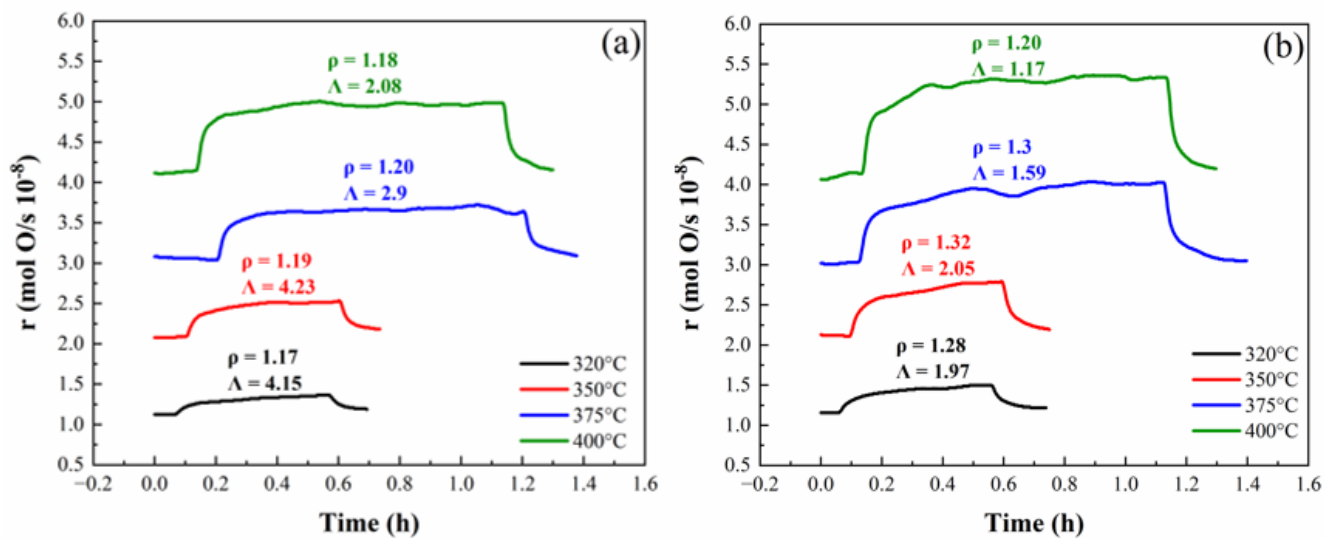 (a)
6.0
5.5
5.0
4.5
4.0
3.5
3.0
2.5
2.0
1.5
1.0
0.5
r (mol O/s 10⁻⁸)
ρ = 1.18
Λ = 2.08
ρ = 1.20
Λ = 2.9
ρ = 1.19
Λ = 4.23
ρ = 1.17
Λ = 4.15
320°C
350°C
375°C
400°C
−0.2 0.0 0.2 0.4 0.6 0.8 1.0 1.2 1.4 1.6
Time (h)
(b)
6.0
5.5
5.0
4.5
4.0
3.5
3.0
2.5
2.0
1.5
1.0
0.5
r (mol O/s 10⁻⁸)
ρ = 1.20
Λ = 1.17
ρ = 1.3
Λ = 1.59
ρ = 1.32
Λ = 2.05
ρ = 1.28
Λ = 1.97
320°C
350°C
375°C
400°C
−0.2 0.0 0.2 0.4 0.6 0.8 1.0 1.2 1.4 1.6
Time (h)